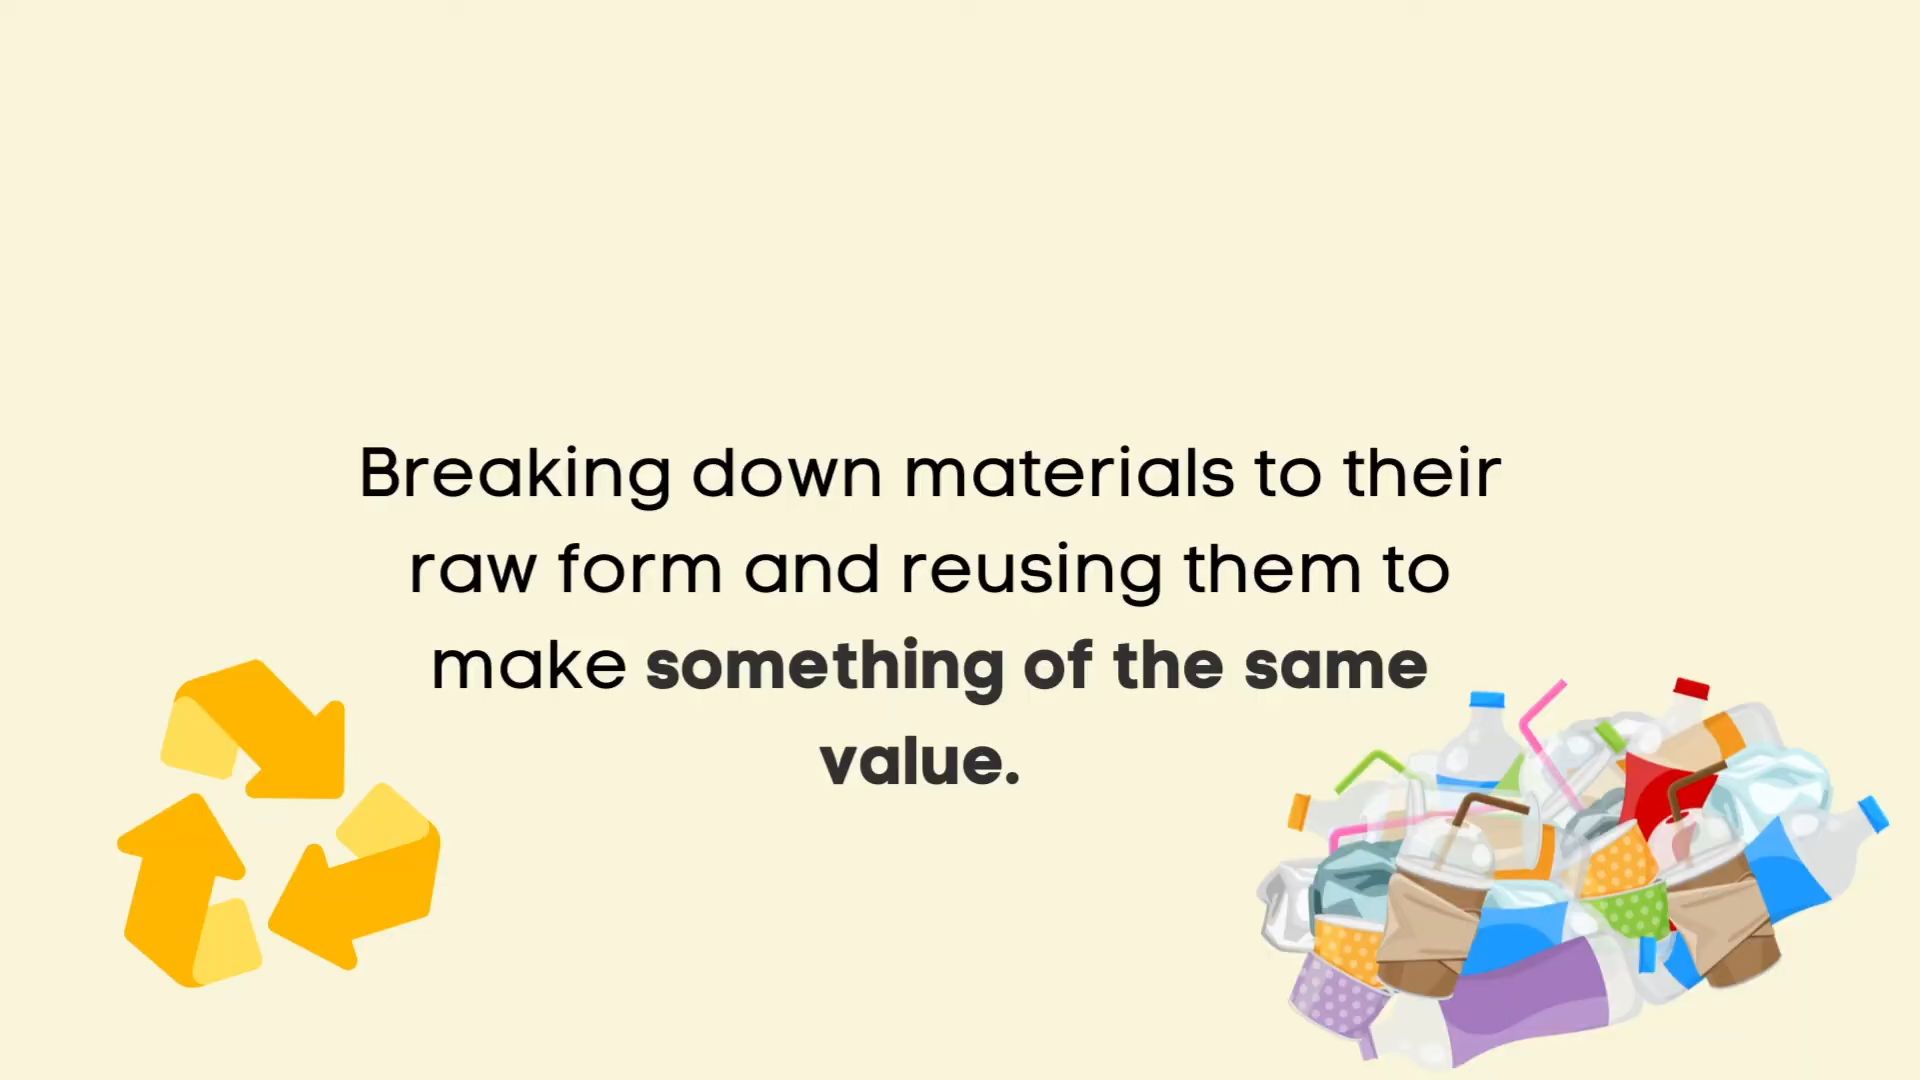 Breaking down materials to their
raw form and reusing them to
make something of the same
value.